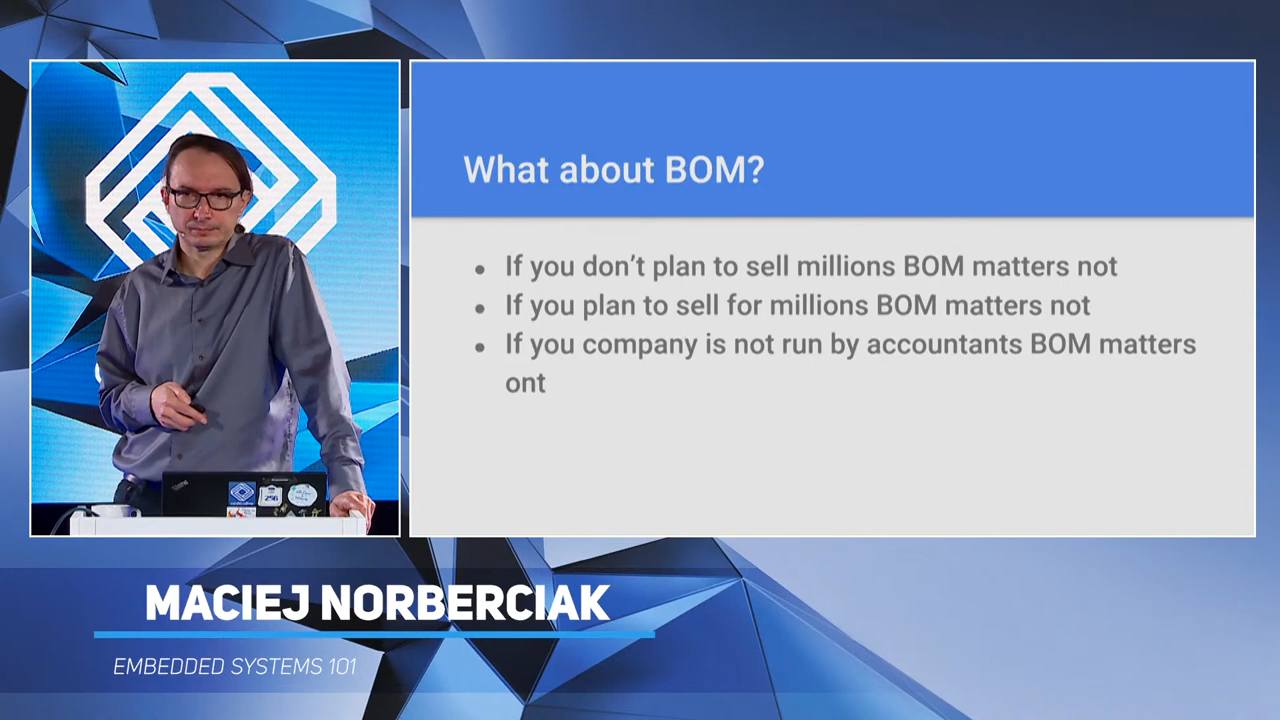 What about BOM?
● If you don’t plan to sell millions BOM matters not
● If you plan to sell for millions BOM matters not
● If you company is not run by accountants BOM matters
ont
256
MACIEJ NORBERCIAK
EMBEDDED SYSTEMS 101